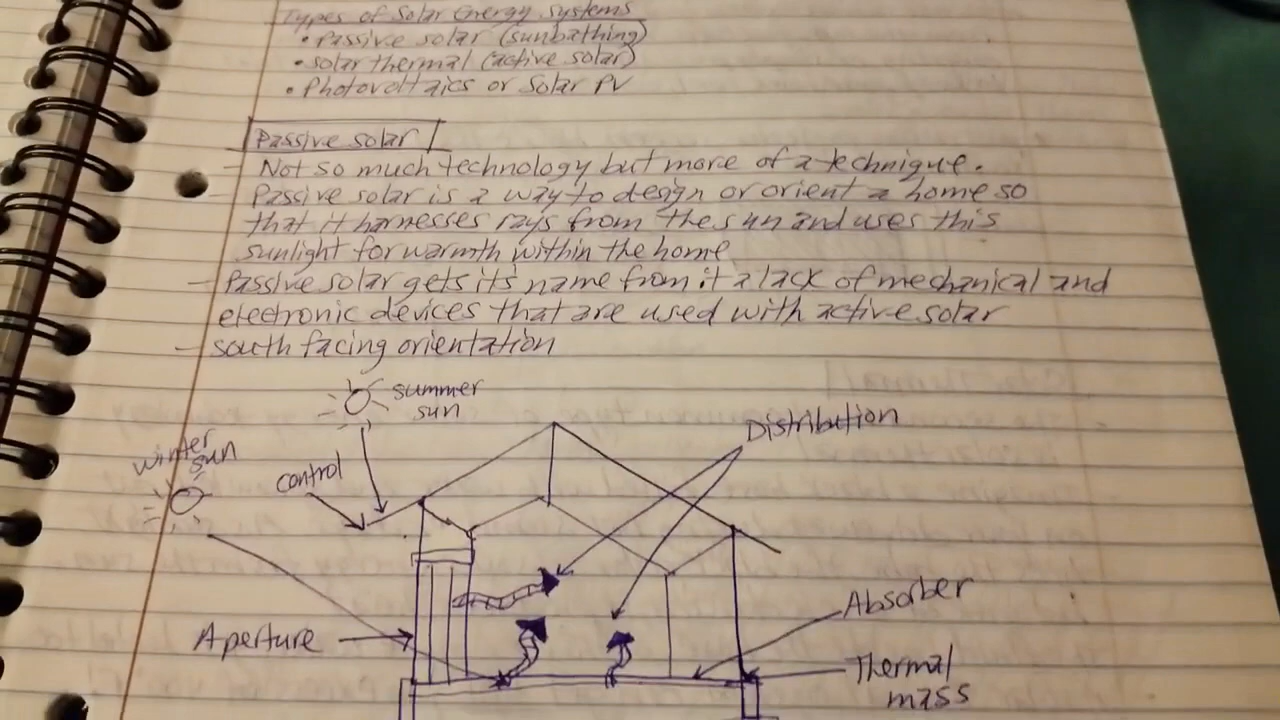 Types of Solar Energy Systems
• Passive solar (sunbathing)
• solar thermal (active solar)
• Photovoltaics or Solar PV
Passive solar
- Not so much technology but more of a technique.
Passive solar is a way to design or orient a home so
that it harnesses rays from the sun and uses this
sunlight for warmth within the home
- Passive solar gets it's name from it a lack of mechanical and
electronic devices that are used with active solar
- south facing orientation
summer
sun
Distribution
winter
sun
control
Absorber
Aperture
Thermal
mass